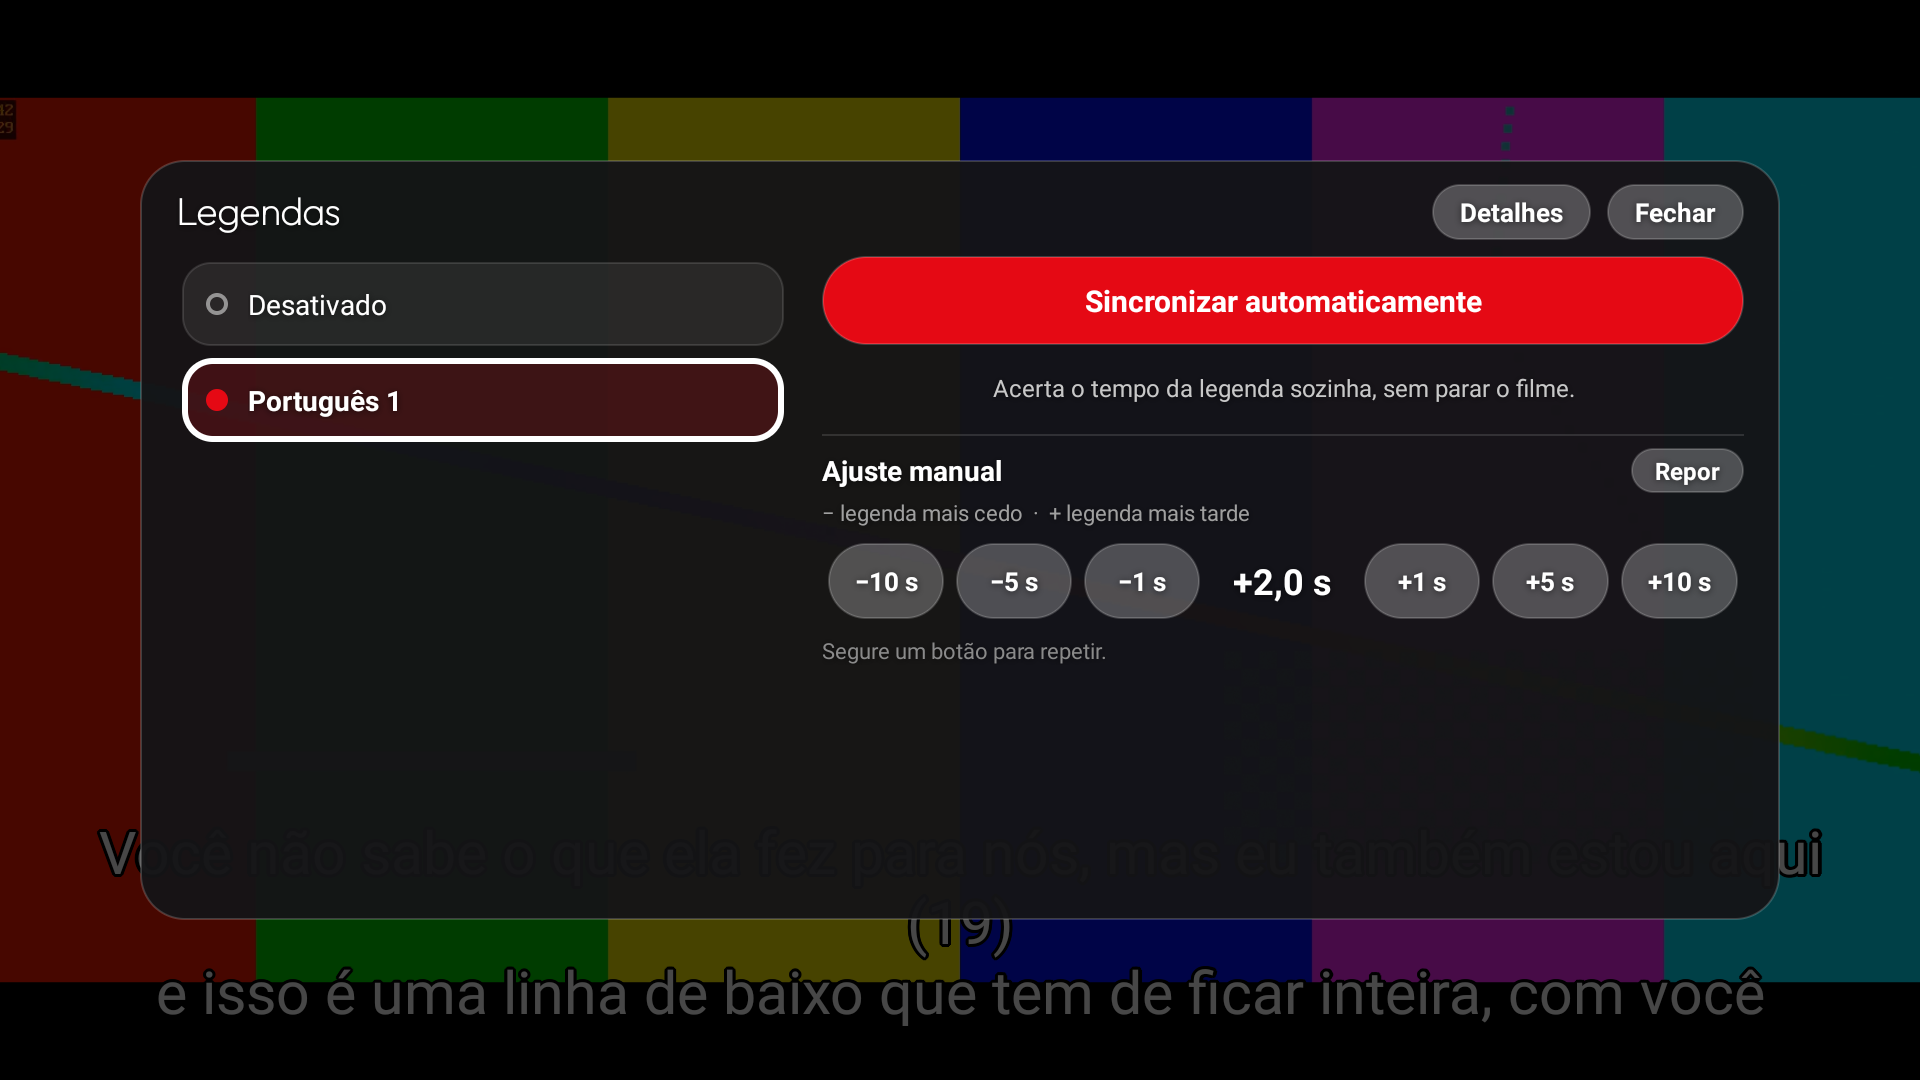 42
29
Legendas
Detalhes
Fechar
Desativado
Português 1
Sincronizar automaticamente
Acerta o tempo da legenda sozinha, sem parar o filme.
Ajuste manual
Repor
− legenda mais cedo · + legenda mais tarde
−10 s
−5 s
−1 s
+2,0 s
+1 s
+5 s
+10 s
Segure um botão para repetir.
Você não sabe o que ela fez para nós, mas eu também estou aqui
(19)
e isso é uma linha de baixo que tem de ficar inteira, com você